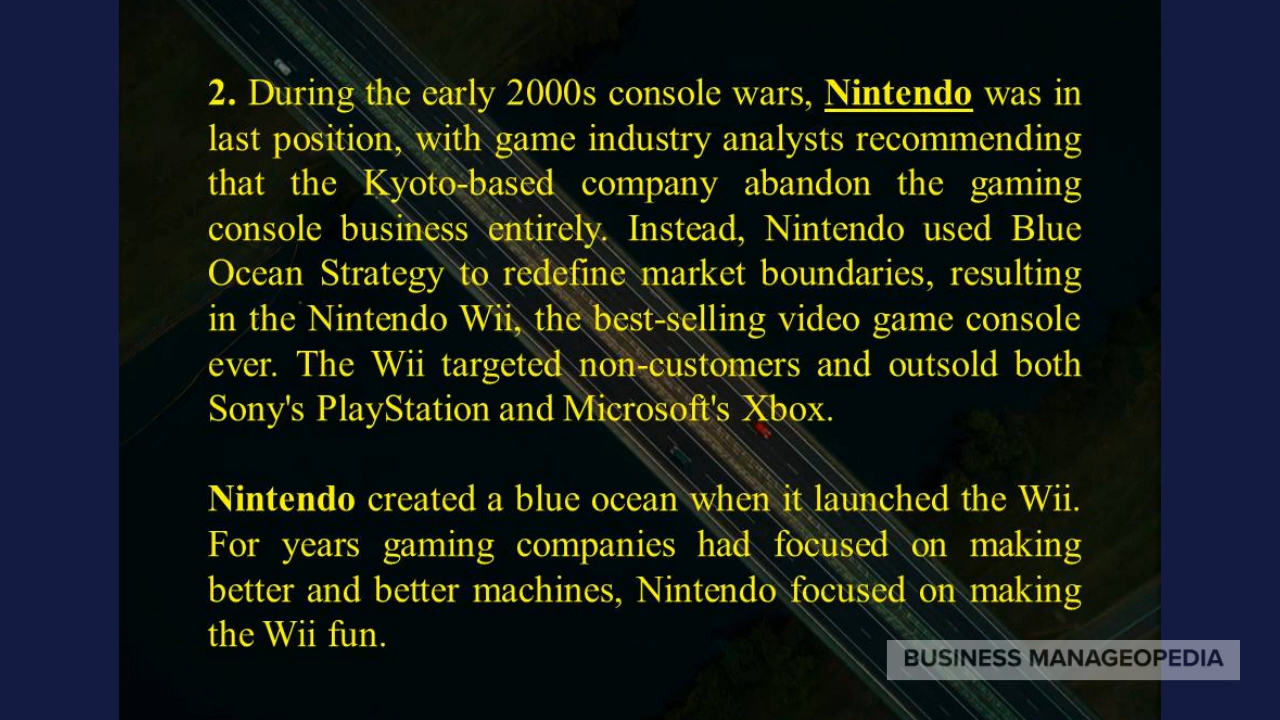 2. During the early 2000s console wars, Nintendo was in
last position, with game industry analysts recommending
that the Kyoto-based company abandon the gaming
console business entirely. Instead, Nintendo used Blue
Ocean Strategy to redefine market boundaries, resulting
in the Nintendo Wii, the best-selling video game console
ever. The Wii targeted non-customers and outsold both
Sony's PlayStation and Microsoft's Xbox.
Nintendo created a blue ocean when it launched the Wii.
For years gaming companies had focused on making
better and better machines, Nintendo focused on making
the Wii fun.
BUSINESS MANAGEOPEDIA